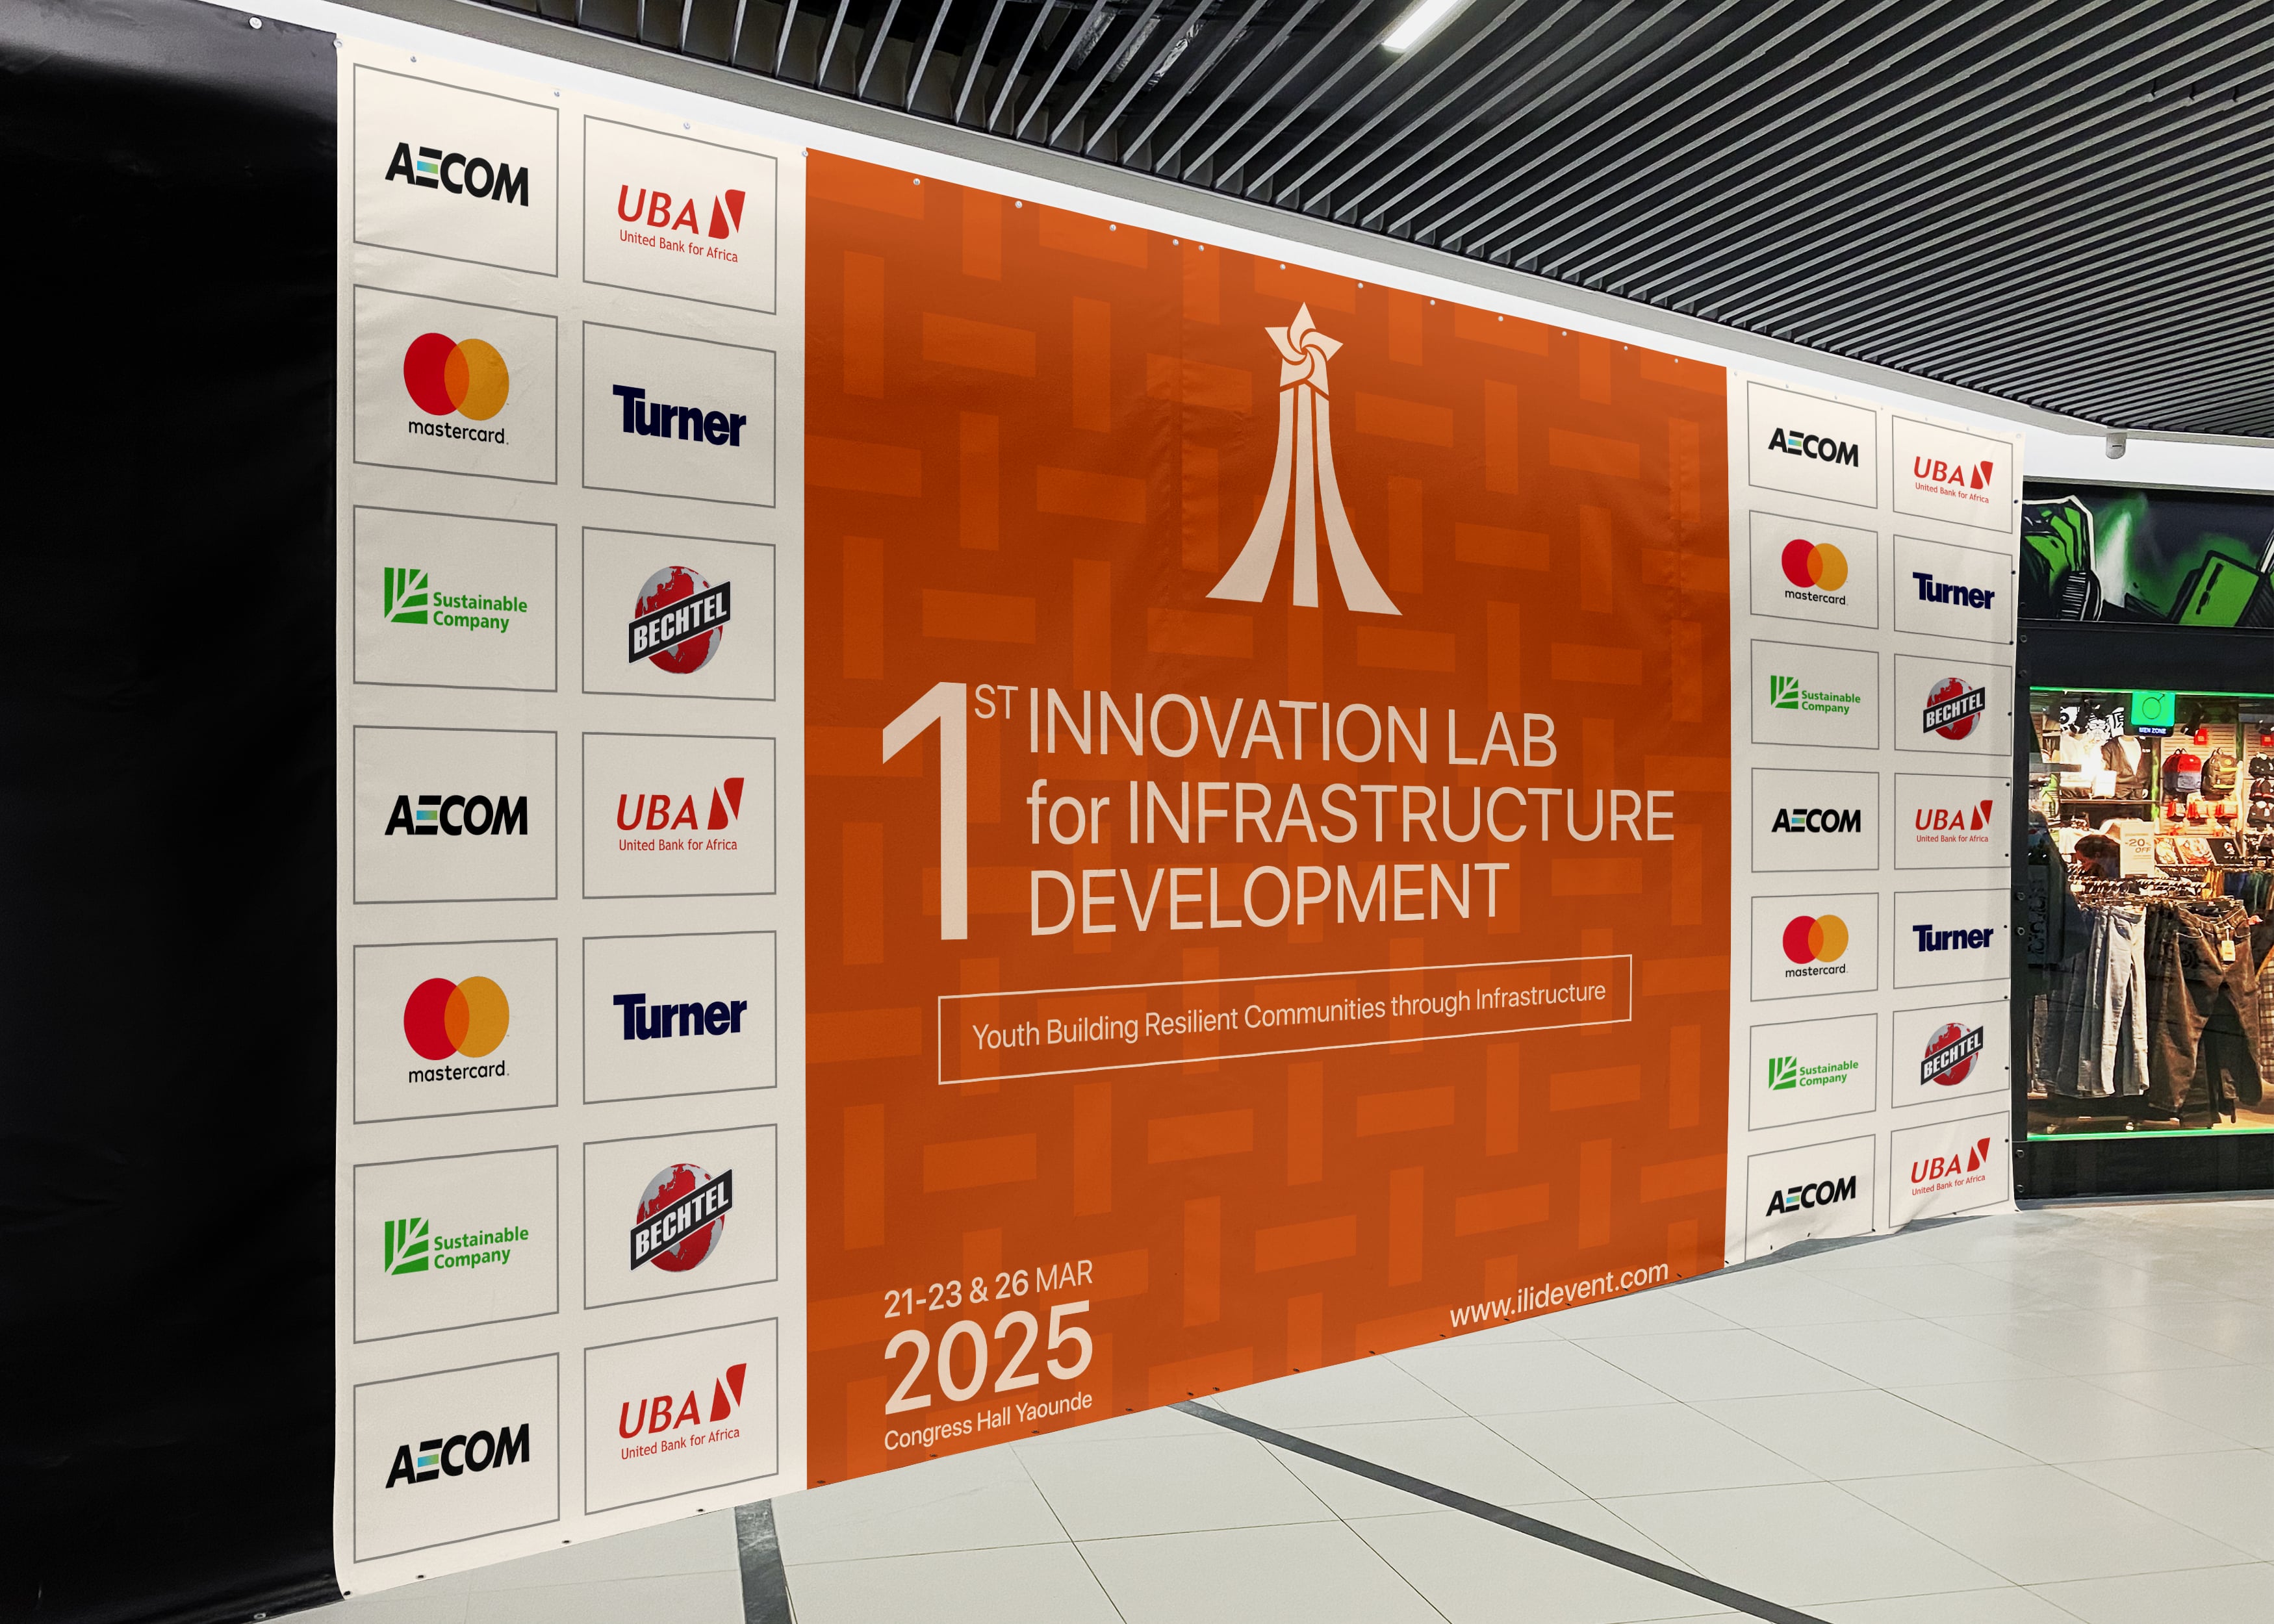 AECOM
UBA
United Bank for Africa
mastercard.
Turner
Sustainable
Company
BECHTEL
AECOM
UBA
United Bank for Africa
mastercard.
Turner
Sustainable
Company
BECHTEL
AECOM
UBA
United Bank for Africa
1ST INNOVATION LAB
for INFRASTRUCTURE
DEVELOPMENT
Youth Building Resilient Communities through Infrastructure
21-23 & 26 MAR
2025
Congress Hall Yaounde
www.ilidevent.com
AECOM
UBA
United Bank for Africa
mastercard
Turner
Sustainable
Company
BECHTEL
AECOM
UBA
United Bank for Africa
mastercard
Turner
Sustainable
Company
BECHTEL
AECOM
UBA
United Bank for Africa
MEN ZONE
-20%
OFF